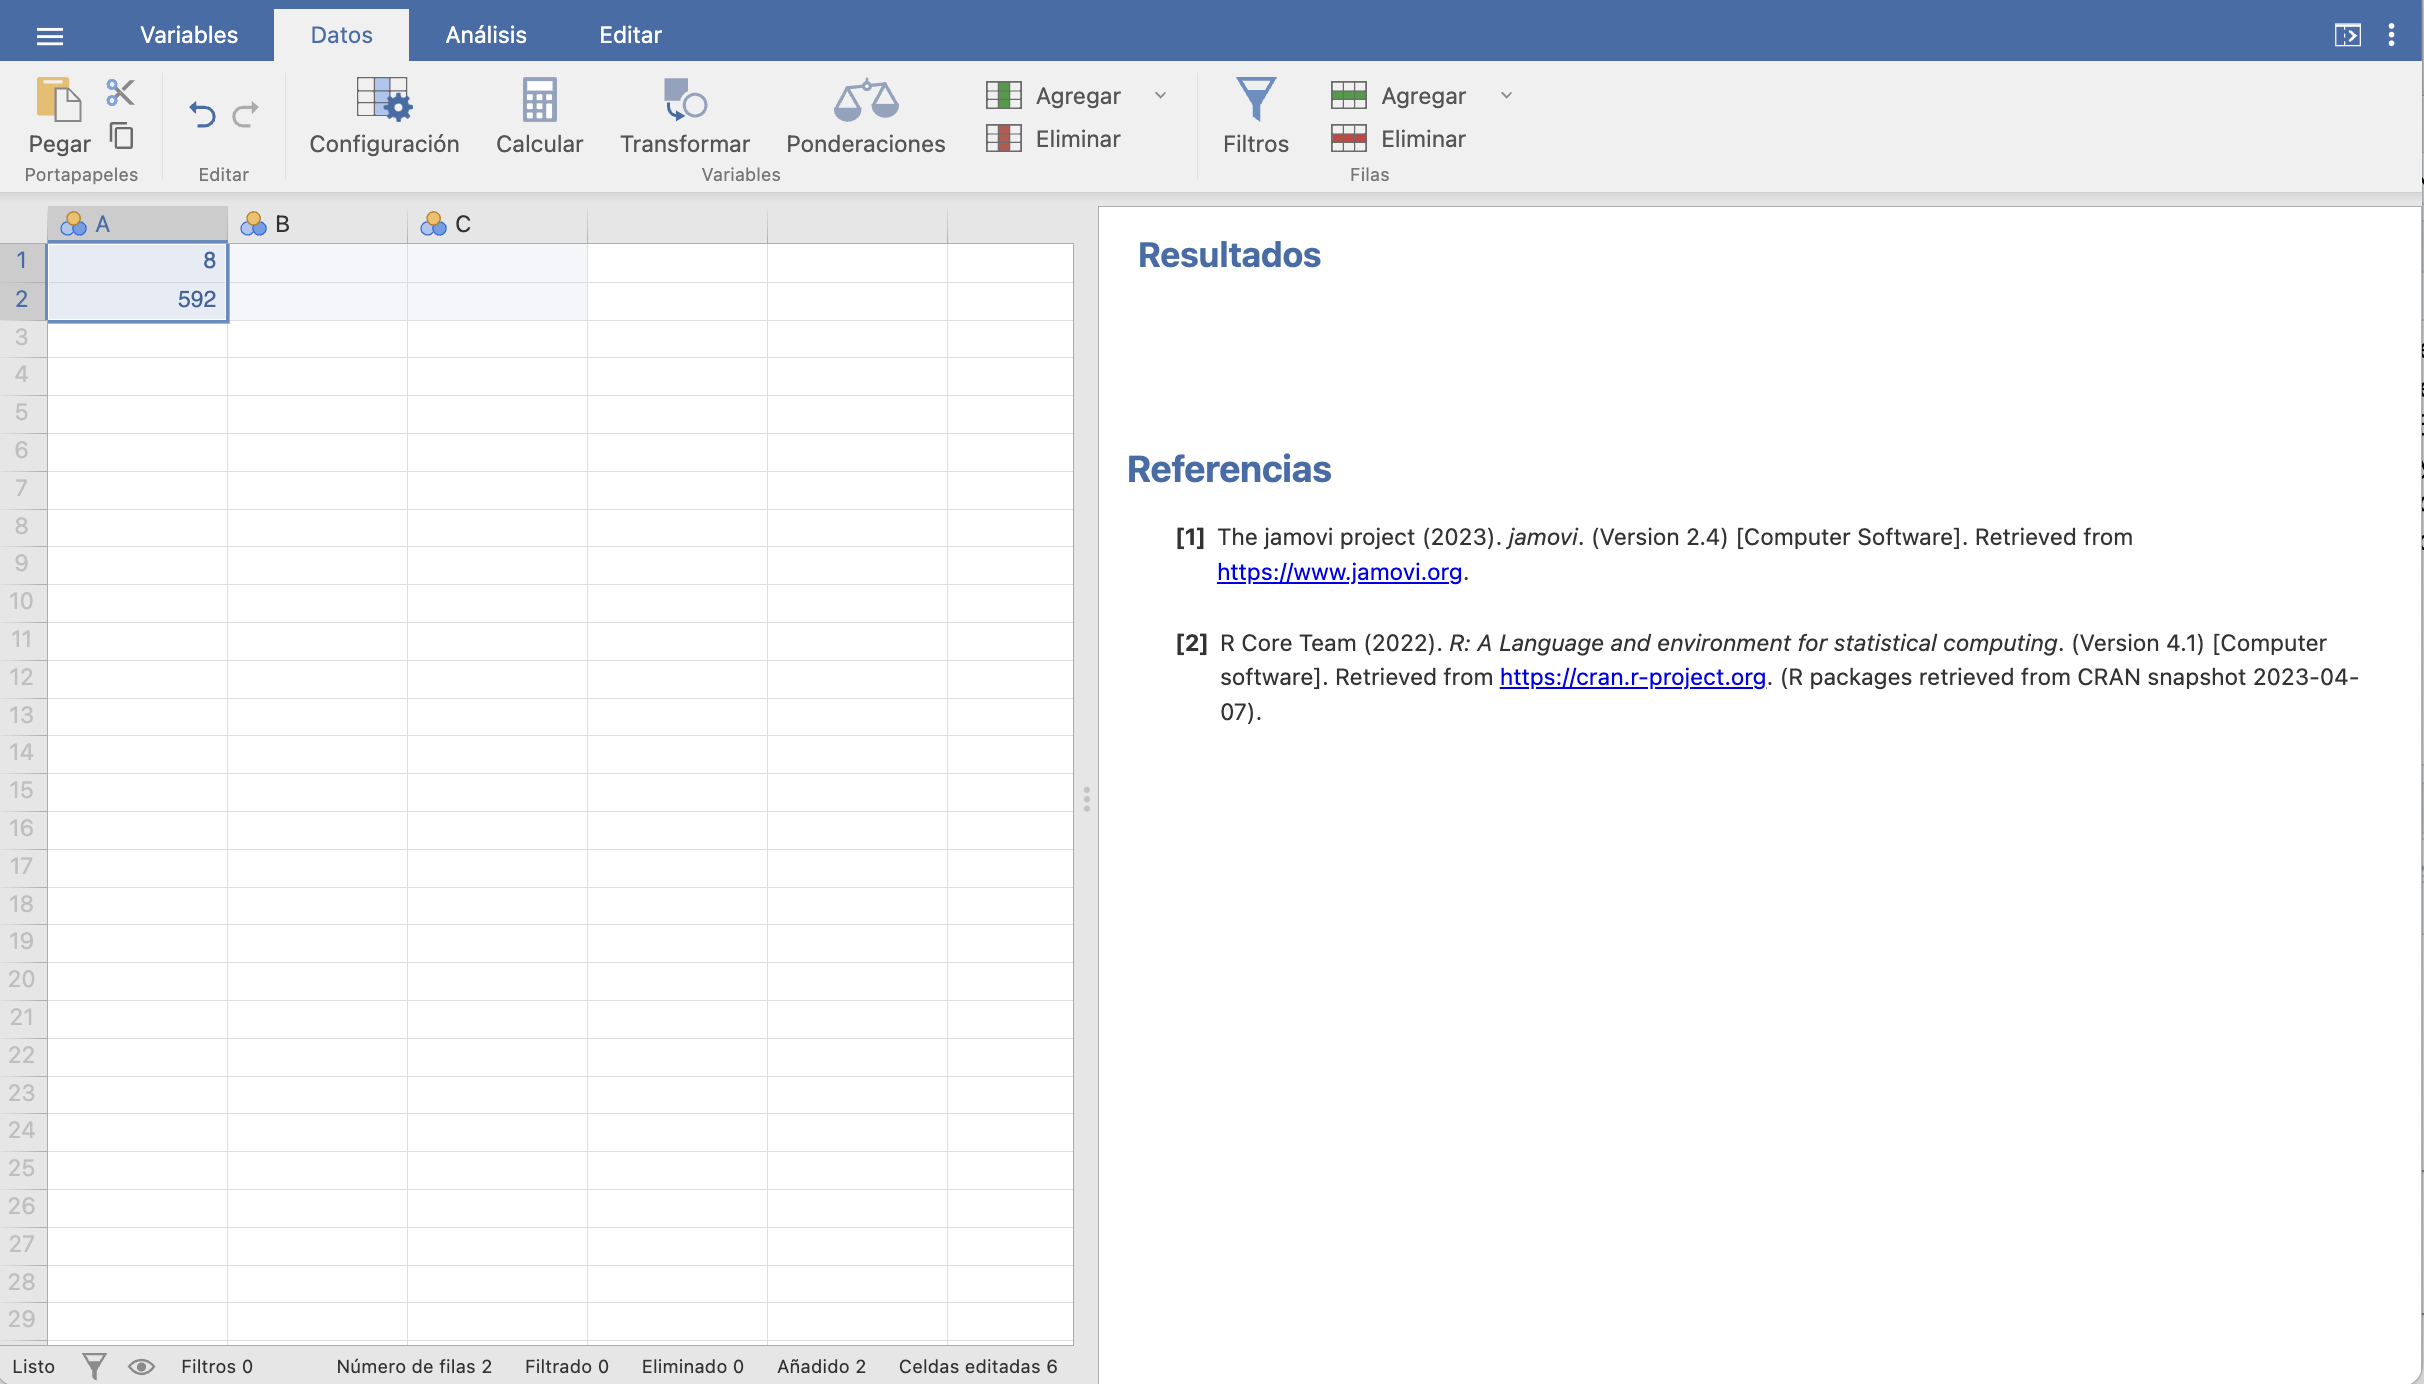 Variables Datos Análisis Editar
Pegar
Portapapeles
Editar
Configuración Calcular Transformar Ponderaciones
Agregar
Eliminar
Variables
Filtros
Agregar
Eliminar
Filas
A B C
1 8
2 592
3
4
5
6
7
8
9
10
11
12
13
14
15
16
17
18
19
20
21
22
23
24
25
26
27
28
29
Resultados
Referencias
[1] The jamovi project (2023). jamovi. (Version 2.4) [Computer Software]. Retrieved from
https://www.jamovi.org.
[2] R Core Team (2022). R: A Language and environment for statistical computing. (Version 4.1) [Computer
software]. Retrieved from https://cran.r-project.org. (R packages retrieved from CRAN snapshot 2023-04-
07).
Listo Filtros 0 Número de filas 2 Filtrado 0 Eliminado 0 Añadido 2 Celdas editadas 6